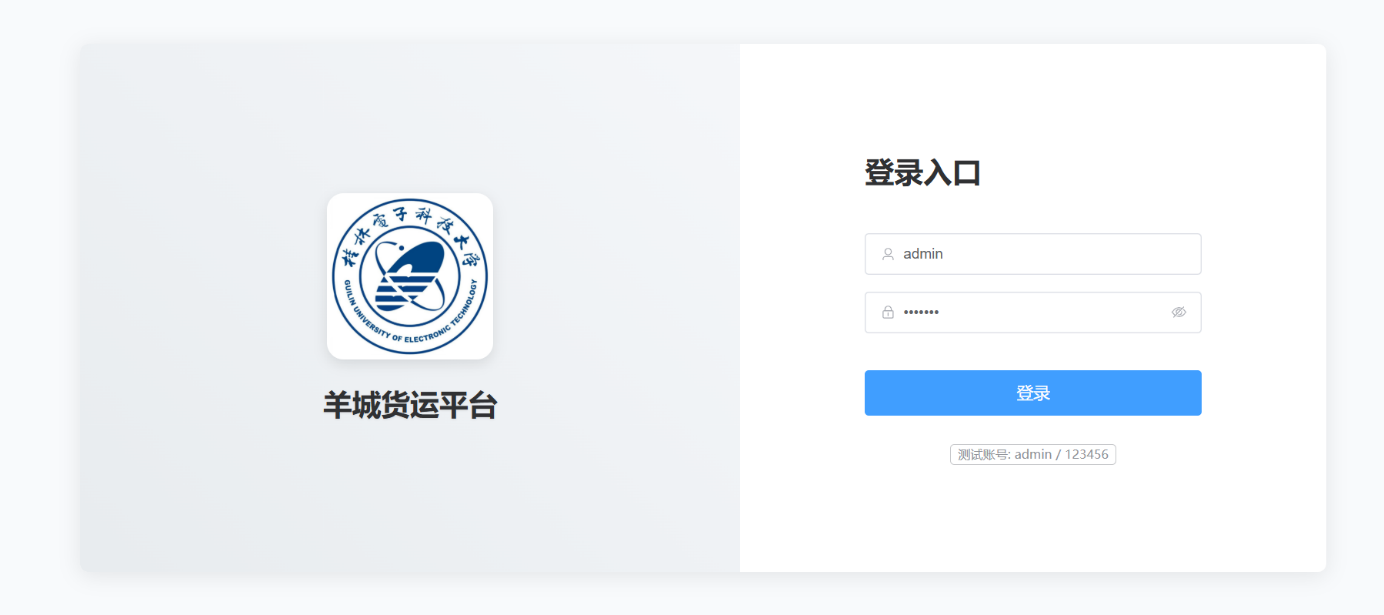 桂林电子科技大学
GUILIN UNIVERSITY OF ELECTRONIC TECHNOLOGY
羊城货运平台
登录入口
admin
•••••••
登录
测试账号: admin / 123456